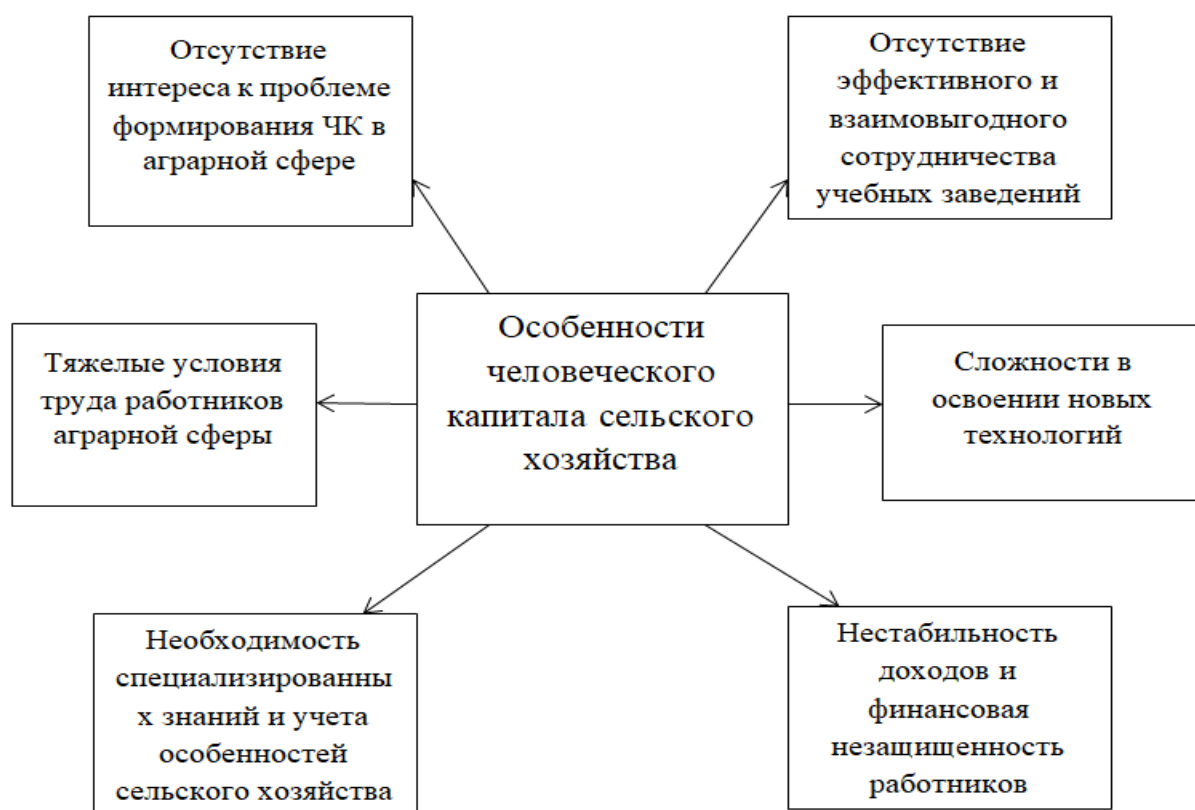 Отсутствие
интереса к проблеме
формирования ЧК в
аграрной сфере
Отсутствие
эффективного и
взаимовыгодного
сотрудничества
учебных заведений
Тяжелые условия
труда работников
аграрной сферы
Особенности
человеческого
капитала сельского
хозяйства
Сложности в
освоении новых
технологий
Необходимость
специализированны
х знаний и учета
особенностей
сельского хозяйства
Нестабильность
доходов и
финансовая
незащищенность
работников